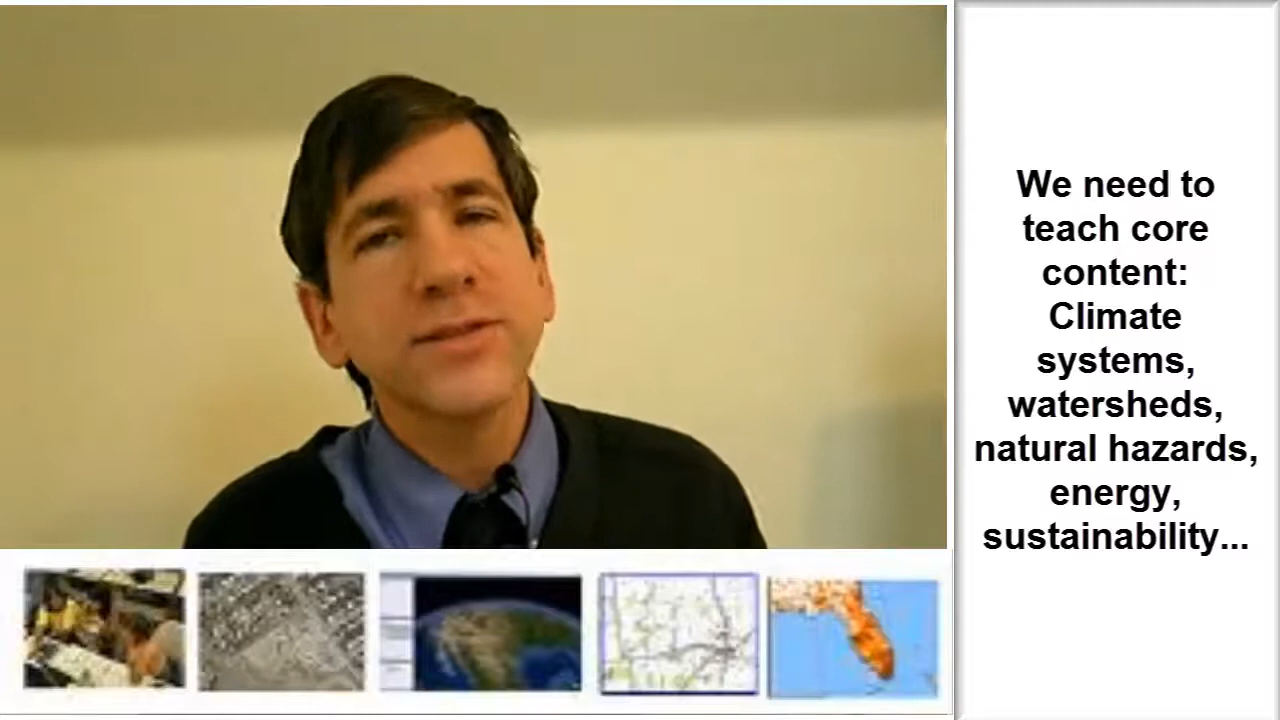 We need to
teach core
content:
Climate
systems,
watersheds,
natural hazards,
energy,
sustainability...